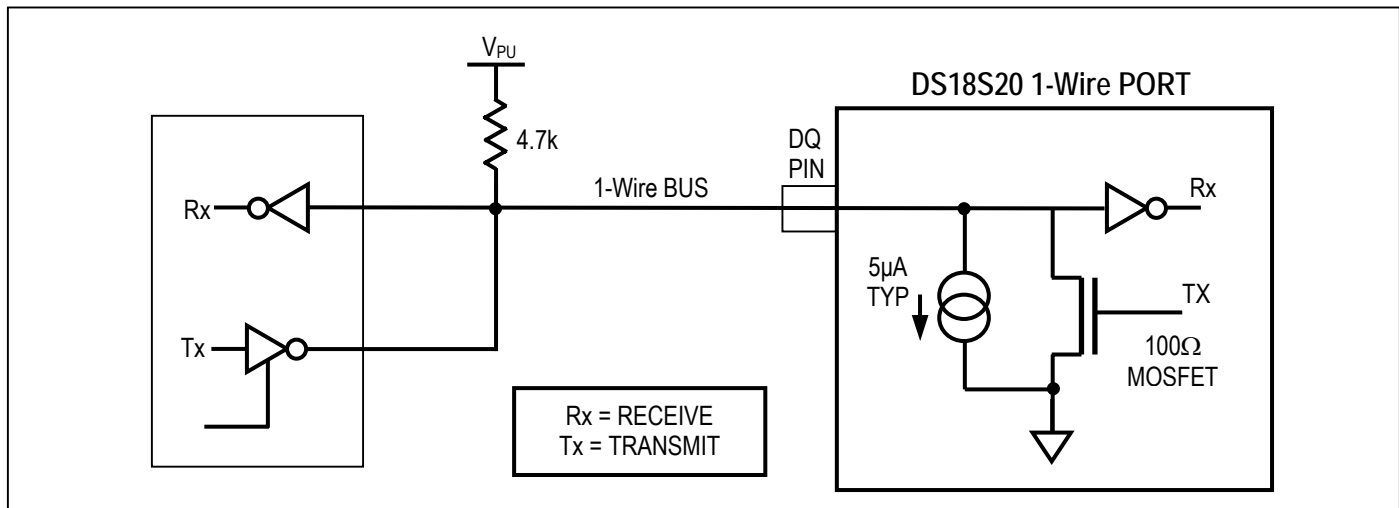 V_PU
4.7k
Rx
Tx
1-Wire BUS
Rx = RECEIVE
Tx = TRANSMIT
DS18S20 1-Wire PORT
DQ
PIN
5µA
TYP
Rx
TX
100Ω
MOSFET